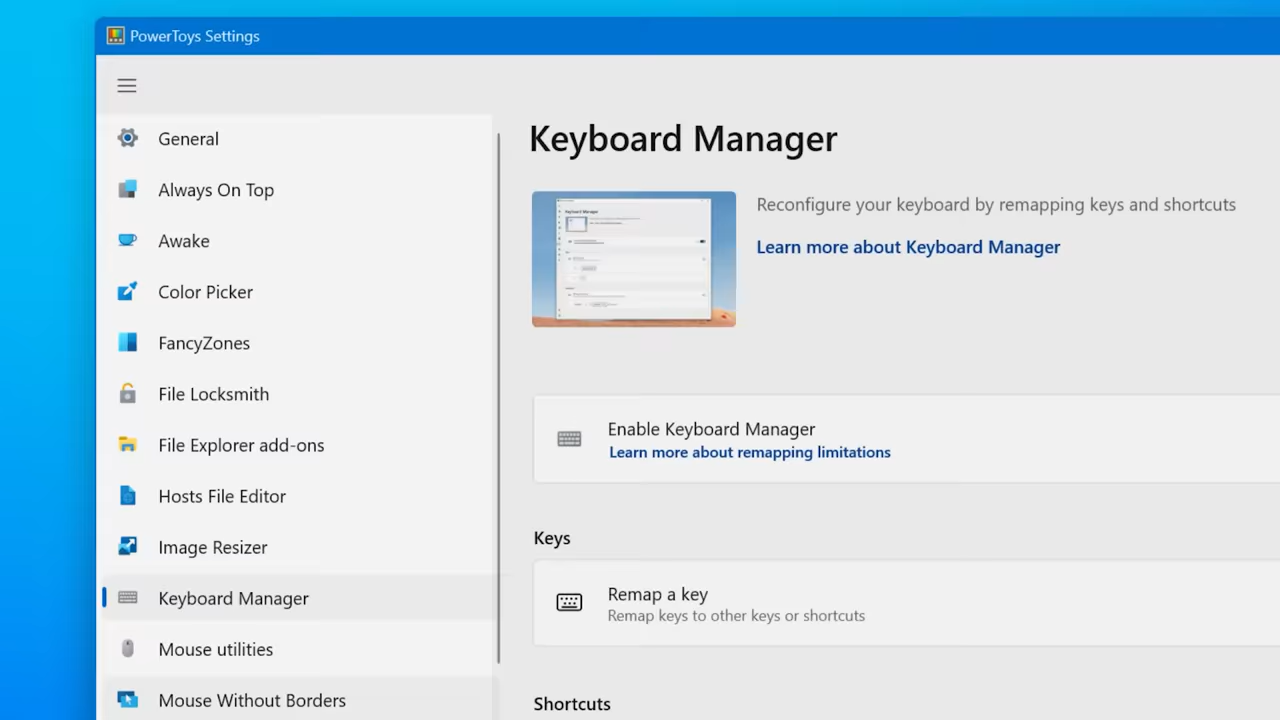 PowerToys Settings
General
Always On Top
Awake
Color Picker
FancyZones
File Locksmith
File Explorer add-ons
Hosts File Editor
Image Resizer
Keyboard Manager
Mouse utilities
Mouse Without Borders
Keyboard Manager
Reconfigure your keyboard by remapping keys and shortcuts
Learn more about Keyboard Manager
Enable Keyboard Manager
Learn more about remapping limitations
Keys
Remap a key
Remap keys to other keys or shortcuts
Shortcuts